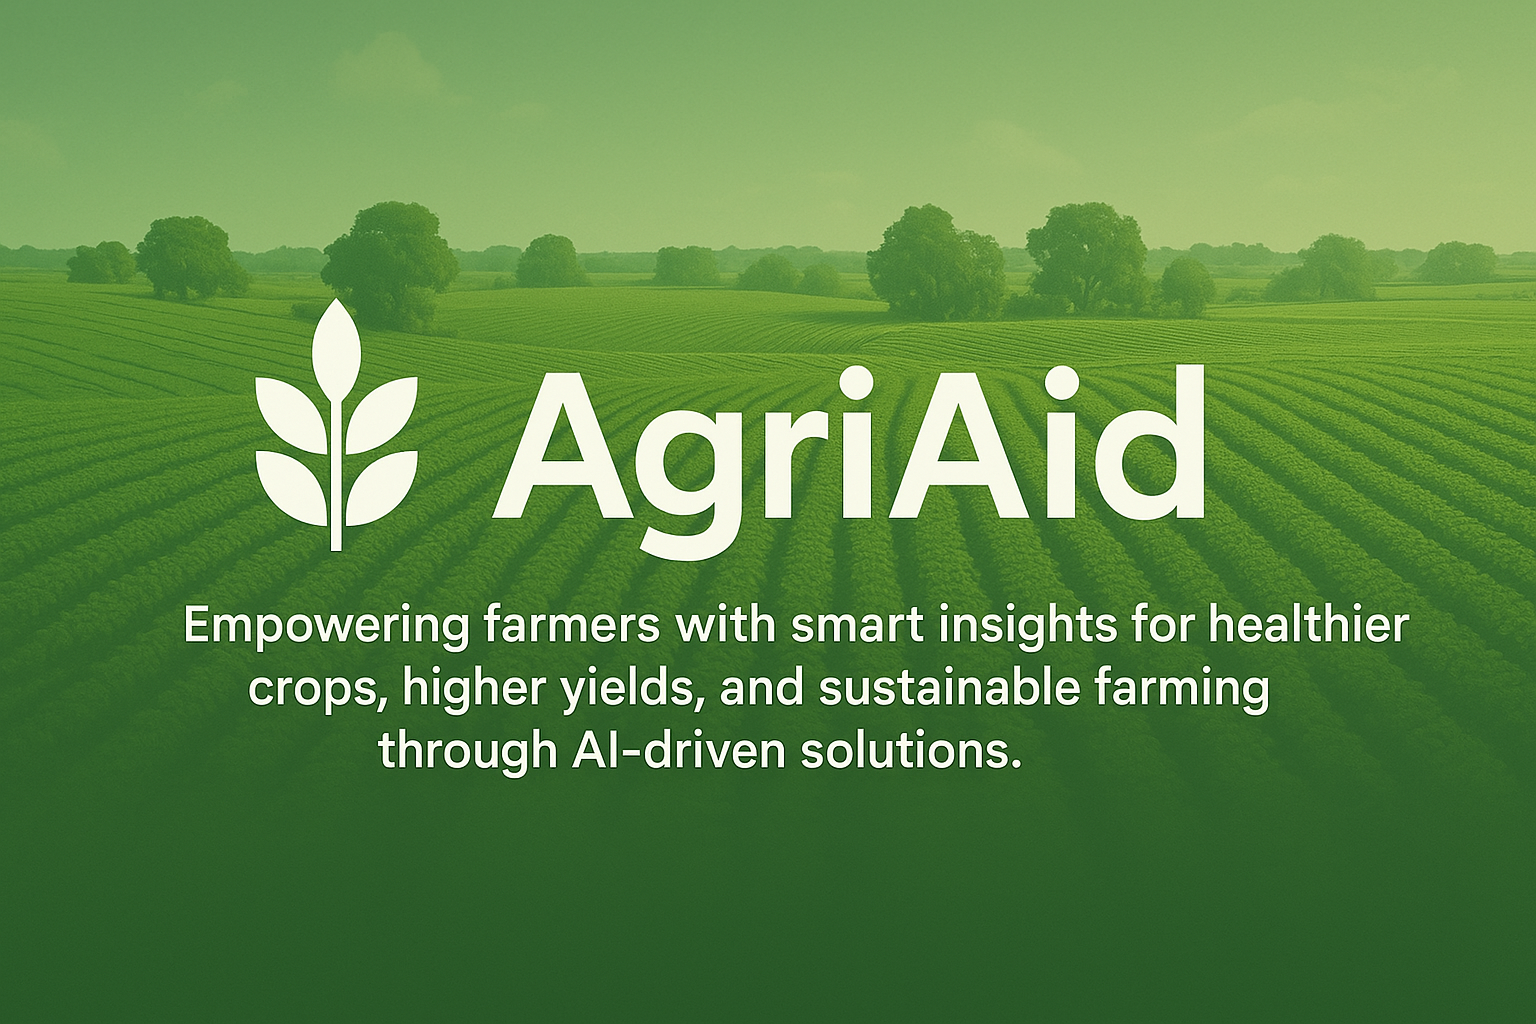 AgriAid
Empowering farmers with smart insights for healthier
crops, higher yields, and sustainable farming
through AI-driven solutions.